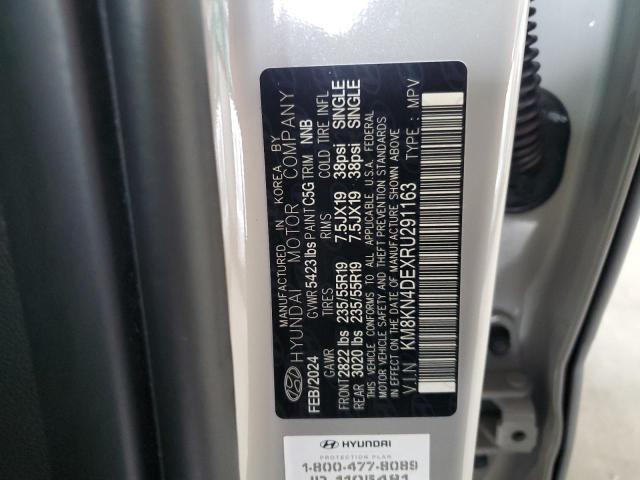 MANUFACTURED IN KOREA BY
HYUNDAI MOTOR COMPANY
FEB/2024 GVWR 5423 lbs PAINT C5G TRIM NNB
GAWR TIRES RIMS COLD TIRE INFL
FRONT 2822 lbs 235/55R19 7.5JX19 38psi SINGLE
REAR 3020 lbs 235/55R19 7.5JX19 38psi SINGLE
THIS VEHICLE CONFORMS TO ALL APPLICABLE U.S.A. FEDERAL
MOTOR VEHICLE SAFETY AND THEFT PREVENTION STANDARDS
IN EFFECT ON THE DATE OF MANUFACTURE SHOWN ABOVE
V.I.N : KM8KN4DEXRU291163 TYPE : MPV
HYUNDAI
PROTECTION PLAN
1-800-477-8089